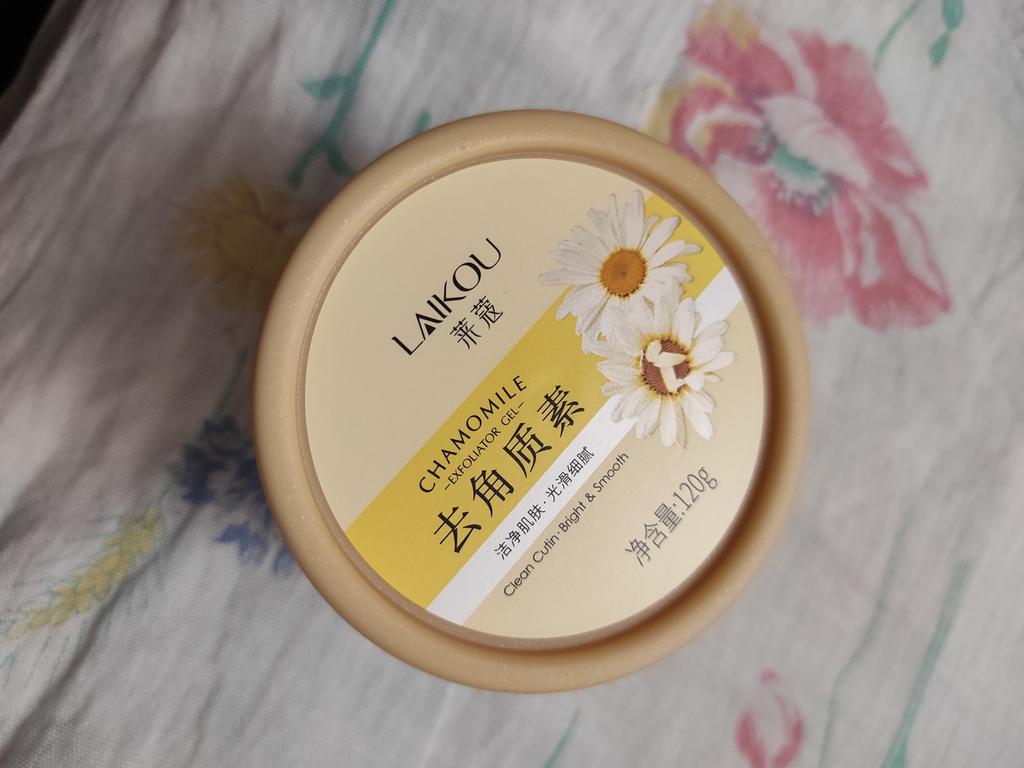 LAIKOU
莱蔻
CHAMOMILE
-EXFOLIATOR GEL-
去角质素
洁净肌肤·光滑细腻
Clean Cutin·Bright & Smooth
净含量:120g